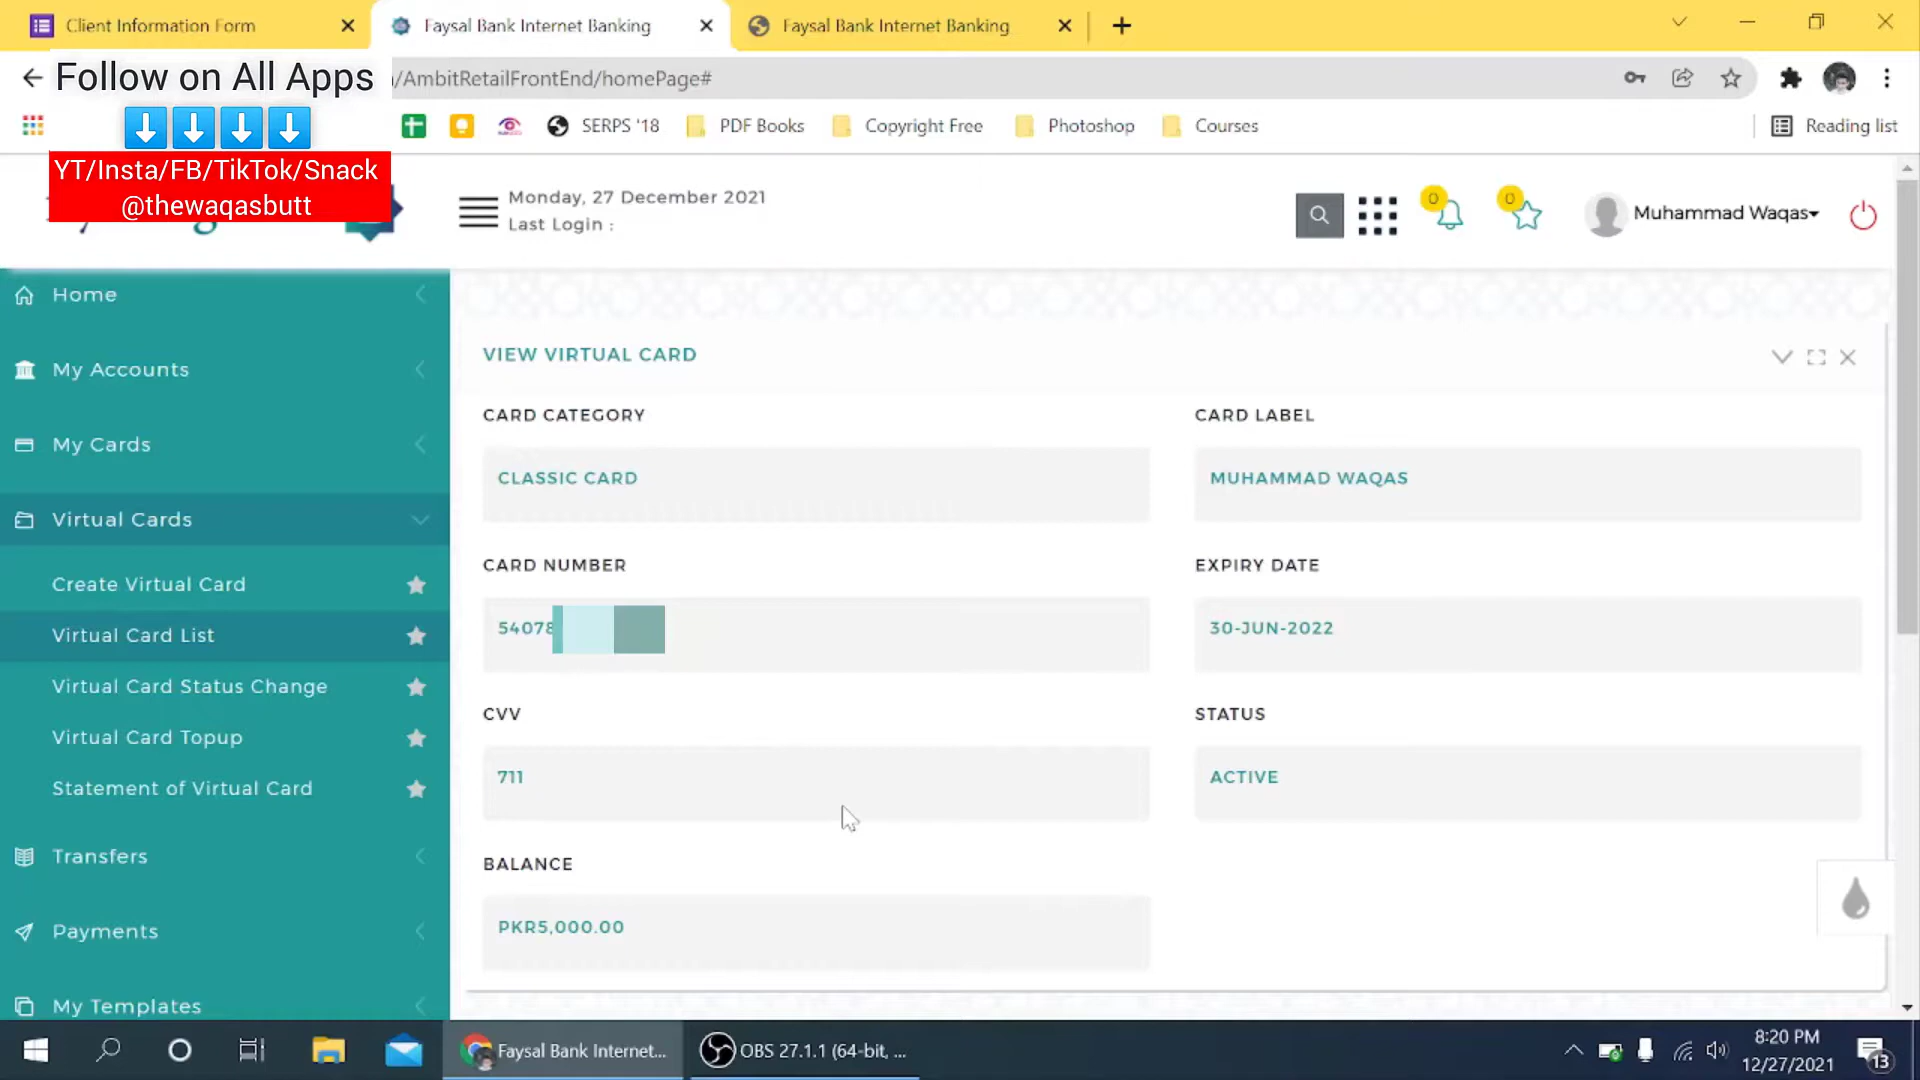 Client Information Form
Faysal Bank Internet Banking
Faysal Bank Internet Banking
Follow on All Apps
/AmbitRetailFrontEnd/homePage#
SERPS '18
PDF Books
Copyright Free
Photoshop
Courses
Reading list
YT/Insta/FB/TikTok/Snack
@thewaqasbutt
Monday, 27 December 2021
Last Login :
0
0
Muhammad Waqas
Home
My Accounts
My Cards
Virtual Cards
Create Virtual Card
Virtual Card List
Virtual Card Status Change
Virtual Card Topup
Statement of Virtual Card
Transfers
Payments
My Templates
VIEW VIRTUAL CARD
CARD CATEGORY
CLASSIC CARD
CARD LABEL
MUHAMMAD WAQAS
CARD NUMBER
54078
EXPIRY DATE
30-JUN-2022
CVV
711
STATUS
ACTIVE
BALANCE
PKR5,000.00
Faysal Bank Internet...
OBS 27.1.1 (64-bit, ...
8:20 PM
12/27/2021
13